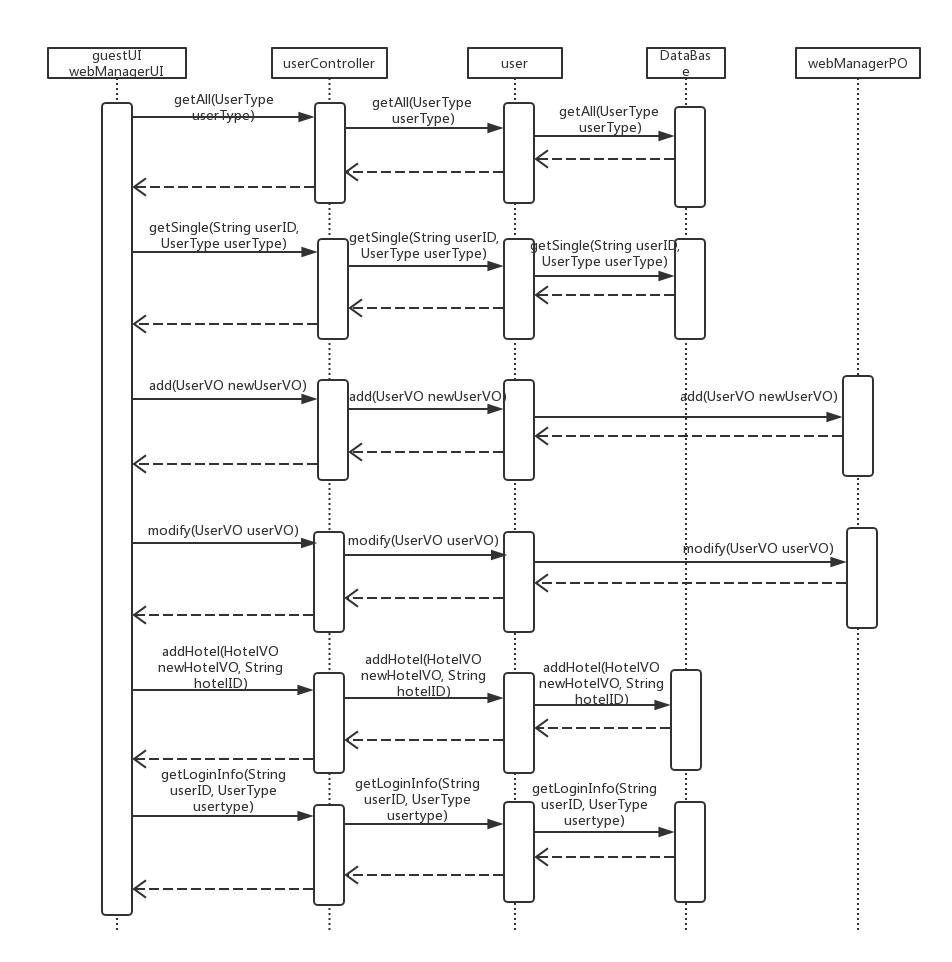 guestUI
webManagerUI
userController
user
DataBas
e
webManagerPO
getAll(UserType
userType)
getAll(UserType
userType)
getAll(UserType
userType)
getSingle(String userID,
UserType userType)
getSingle(String userID,
UserType userType)
getSingle(String userID,
UserType userType)
add(UserVO newUserVO)
add(UserVO newUserVO)
add(UserVO newUserVO)
modify(UserVO userVO)
modify(UserVO userVO)
modify(UserVO userVO)
addHotel(HotelVO
newHotelVO, String
hotelID)
addHotel(HotelVO
newHotelVO, String
hotelID)
addHotel(HotelVO
newHotelVO, String
hotelID)
getLoginInfo(String
userID, UserType
usertype)
getLoginInfo(String
userID, UserType
usertype)
getLoginInfo(String
userID, UserType
usertype)